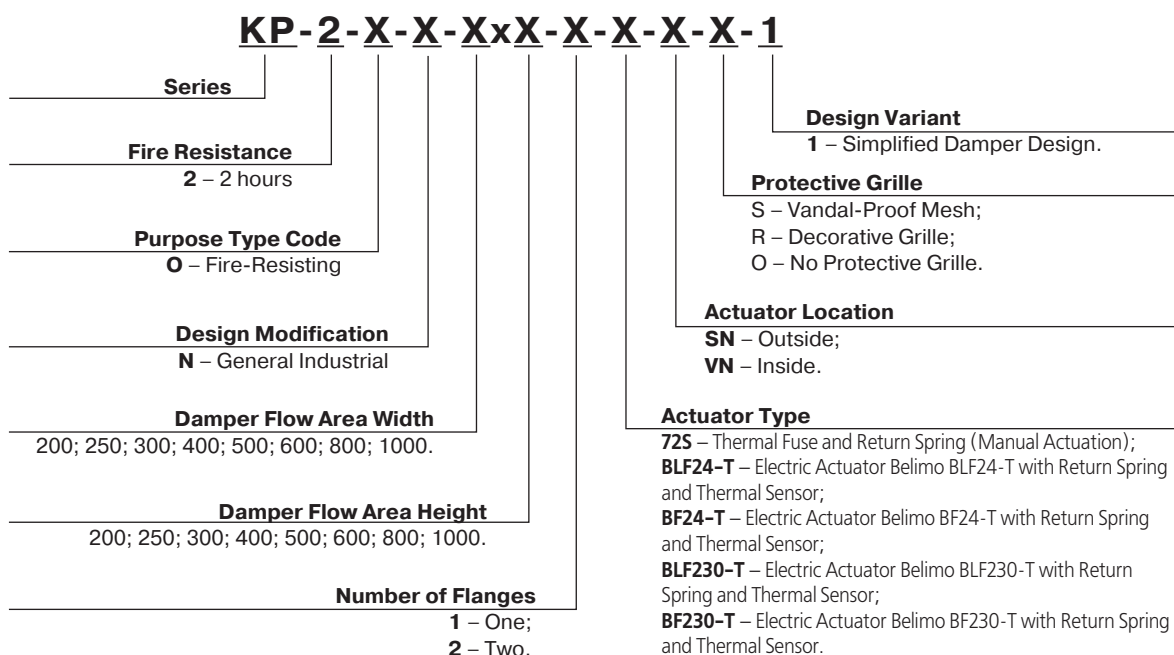 KP-2-X-X-XxX-X-X-X-X-1
Series
Fire Resistance
2 – 2 hours
Purpose Type Code
O – Fire-Resisting
Design Modification
N – General Industrial
Damper Flow Area Width
200; 250; 300; 400; 500; 600; 800; 1000.
Damper Flow Area Height
200; 250; 300; 400; 500; 600; 800; 1000.
Number of Flanges
1 – One;
2 – Two.
Design Variant
1 – Simplified Damper Design.
Protective Grille
S – Vandal-Proof Mesh;
R – Decorative Grille;
O – No Protective Grille.
Actuator Location
SN – Outside;
VN – Inside.
Actuator Type
72S – Thermal Fuse and Return Spring (Manual Actuation);
BLF24–T – Electric Actuator Belimo BLF24-T with Return Spring
and Thermal Sensor;
BF24–T – Electric Actuator Belimo BF24-T with Return Spring
and Thermal Sensor;
BLF230–T – Electric Actuator Belimo BLF230-T with Return
Spring and Thermal Sensor;
BF230–T – Electric Actuator Belimo BF230-T with Return Spring
and Thermal Sensor.